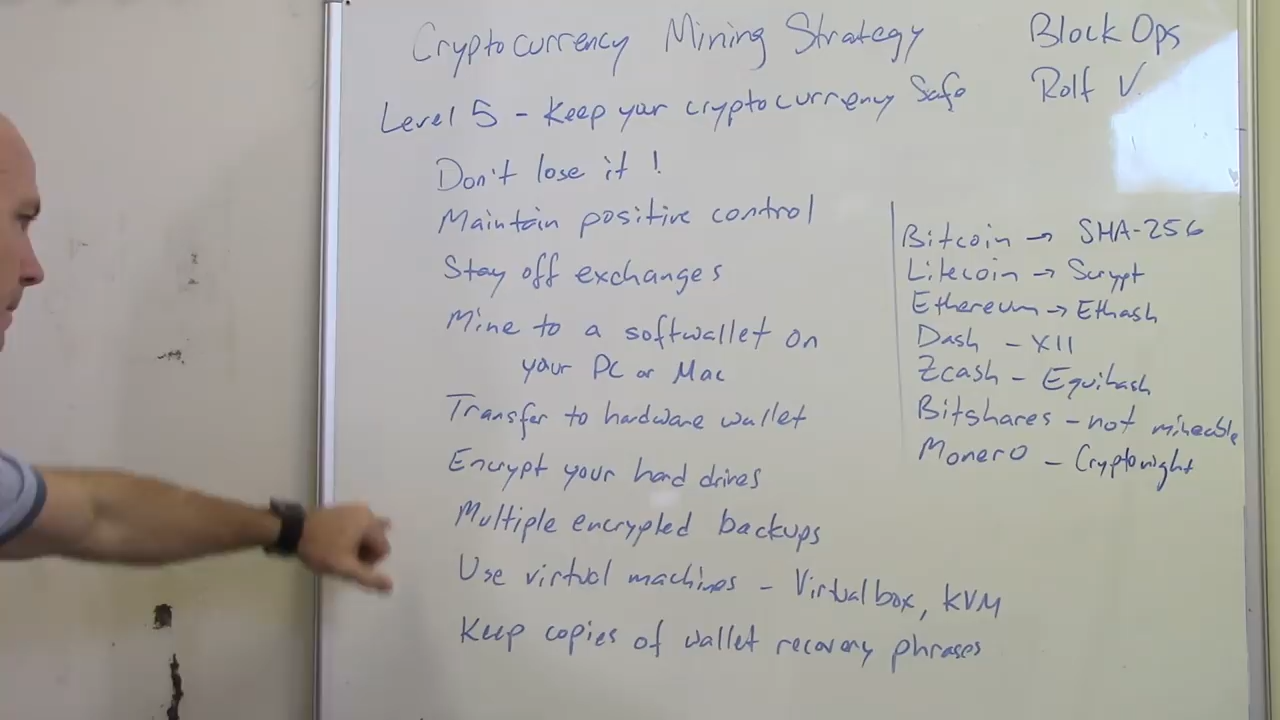 Cryptocurrency Mining Strategy
Block Ops
Rolf V.
Level 5 - Keep your cryptocurrency Safe
Don't lose it !
Maintain positive control
Stay off exchanges
Mine to a softwallet on
your PC or Mac
Transfer to hardware wallet
Encrypt your hard drives
Multiple encrypted backups
Use virtual machines - Virtualbox, KVM
Keep copies of wallet recovery phrases
Bitcoin → SHA-256
Litecoin → Scrypt
Ethereum → Ethash
Dash - X11
Zcash - Equihash
Bitshares - not mineable
Monero - Cryptonight